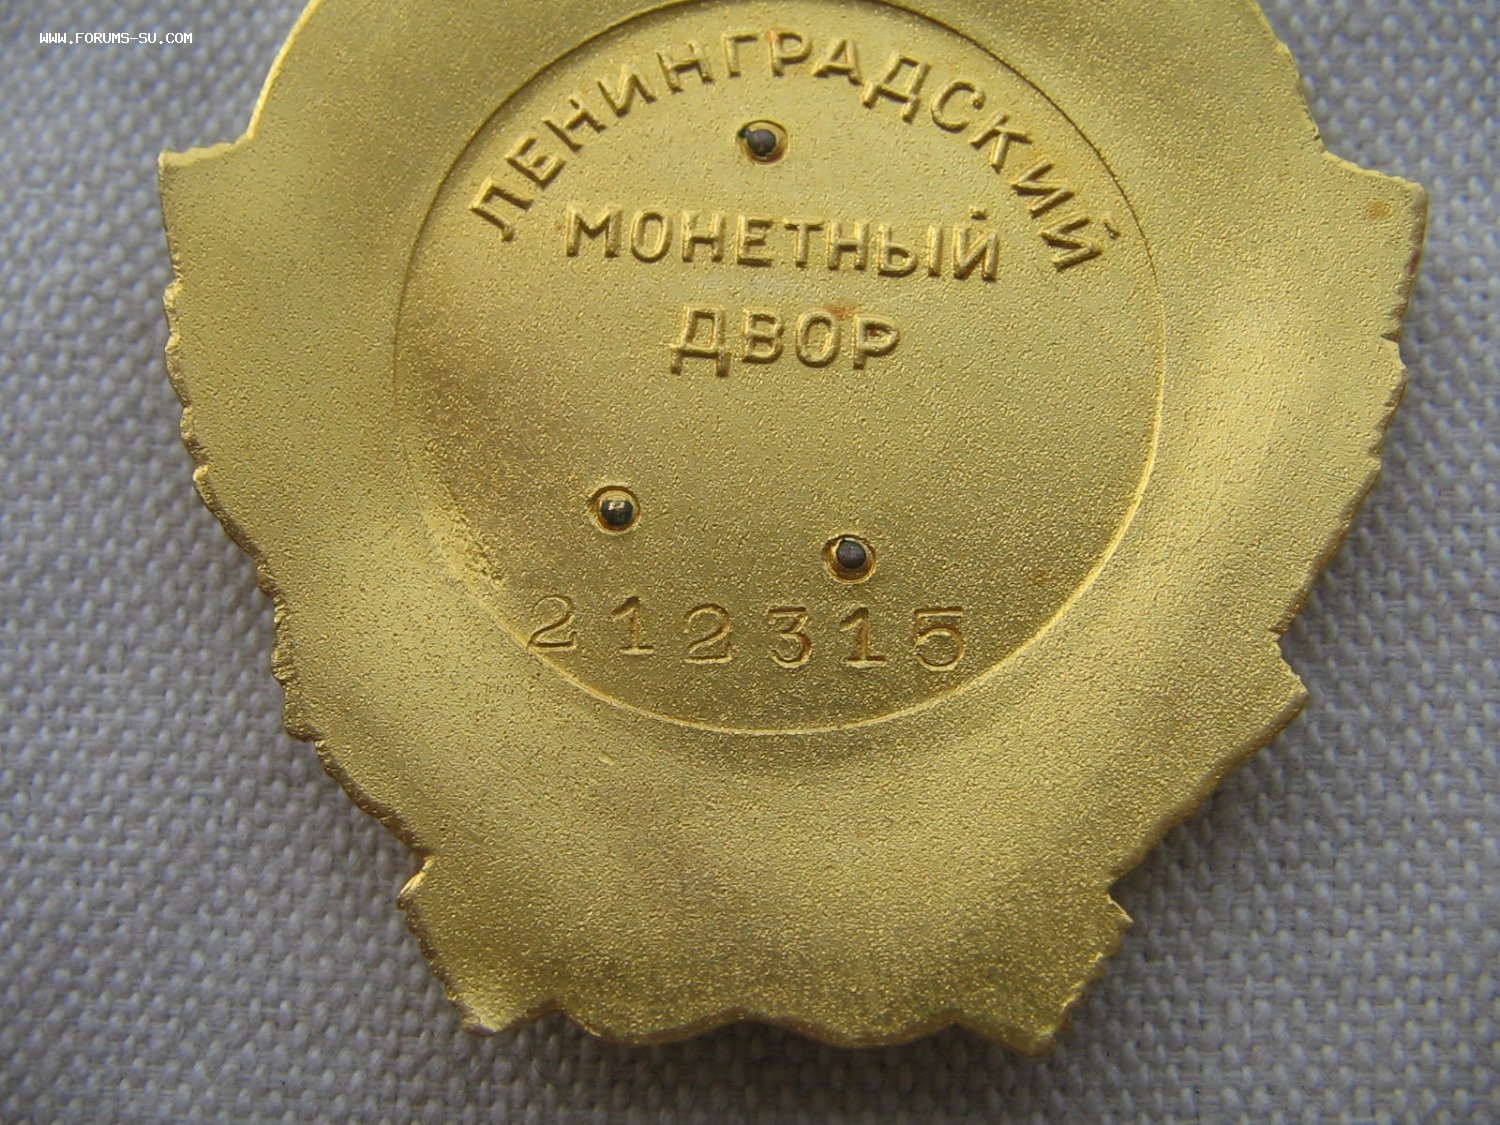 WWW.FORUMS-SU.COM
ЛЕНИНГРАДСКИЙ
МОНЕТНЫЙ
ДВОР
212315